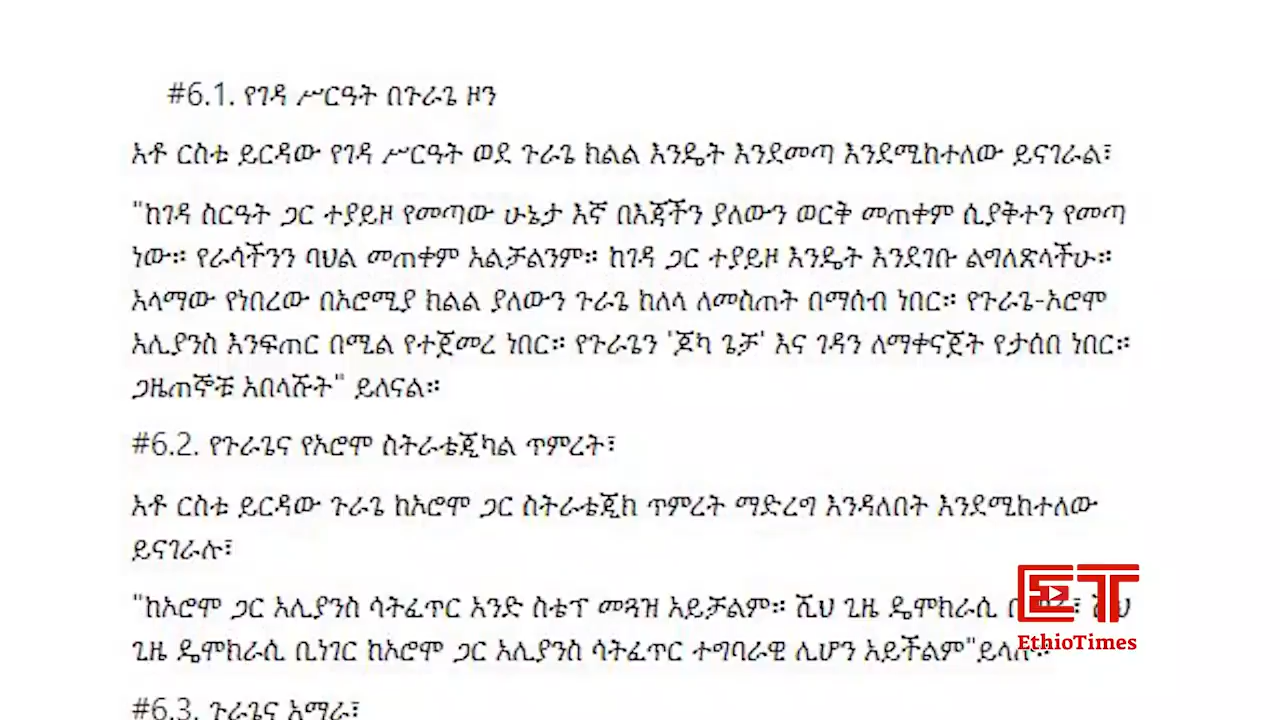 #6.1. የገዳ ሥርዓት በጉራጌ ዞን
አቶ ርስቱ ይርዳው የገዳ ሥርዓት ወደ ጉራጌ ክልል እንዴት እንደመጣ እንደሚከተለው ይናገራል፣
"ከገዳ ስርዓት ጋር ተያይዞ የመጣው ሁኔታ እኛ በእጃችን ያለውን ወርቅ መጠቀም ሲያቅተን የመጣ
ነው። የራሳችንን ባህል መጠቀም አልቻልንም። ከገዳ ጋር ተያይዞ እንዴት እንደገቡ ልግለጽላችሁ።
አላማው የነበረው በኦሮሚያ ክልል ያለውን ጉራጌ ከለላ ለመስጠት በማሰብ ነበር። የጉራጌ-ኦሮሞ
አሊያንስ እንፍጠር በሚል የተጀመረ ነበር። የጉራጌን 'ጆካ ጌቻ' እና ገዳን ለማቀናጀት የታሰበ ነበር።
ጋዜጠኞቹ አበላሹት" ይለናል።
#6.2. የጉራጌና የኦሮሞ ስትራቴጂካል ጥምረት፣
አቶ ርስቱ ይርዳው ጉራጌ ከኦሮሞ ጋር ስትራቴጂክ ጥምረት ማድረግ እንዳለበት እንደሚከተለው
ይናገራሉ፣
"ከኦሮሞ ጋር አሊያንስ ሳትፈጥር አንድ ስቴፕ መጓዝ አይቻልም። ሺህ ጊዜ ዴሞክራሲ
ጊዜ ዴሞክራሲ ቢነገር ከኦሮሞ ጋር አሊያንስ ሳትፈጥር ተግባራዊ ሊሆን አይችልም"
#6.3. ጉራጌና አማራ፣
ET
EthioTimes